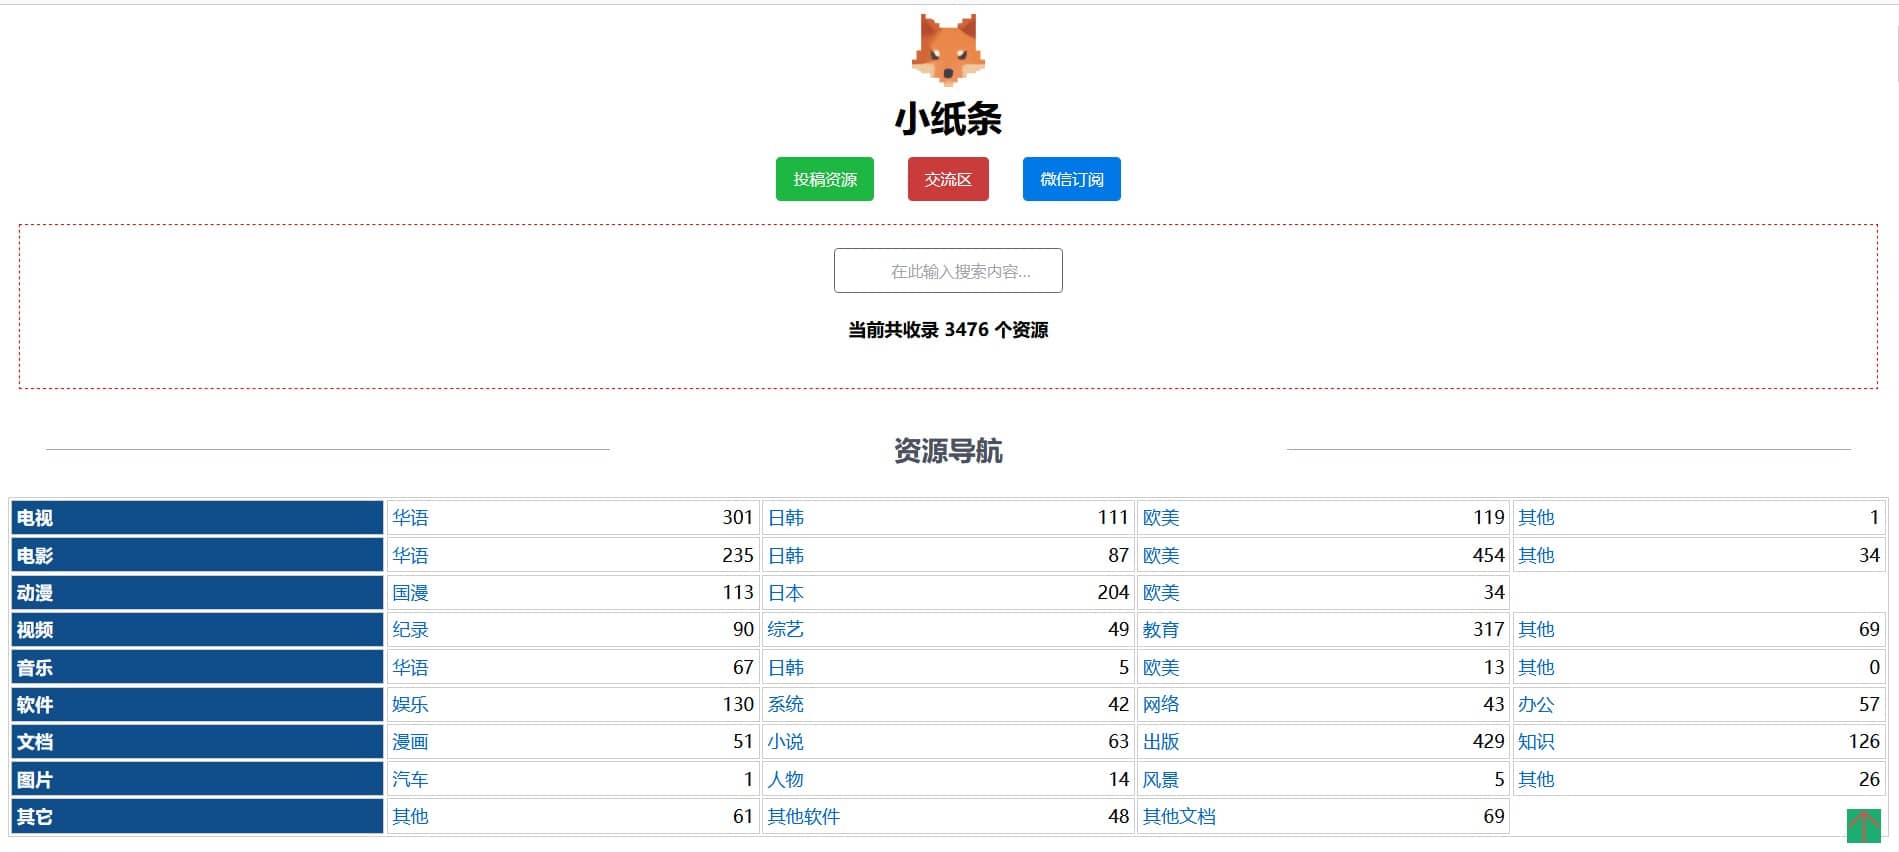 小纸条
投稿资源 交流区 微信订阅
在此输入搜索内容...
当前共收录 3476 个资源
资源导航
电视 华语 301 日韩 111 欧美 119 其他 1
电影 华语 235 日韩 87 欧美 454 其他 34
动漫 国漫 113 日本 204 欧美 34
视频 纪录 90 综艺 49 教育 317 其他 69
音乐 华语 67 日韩 5 欧美 13 其他 0
软件 娱乐 130 系统 42 网络 43 办公 57
文档 漫画 51 小说 63 出版 429 知识 126
图片 汽车 1 人物 14 风景 5 其他 26
其它 其他 61 其他软件 48 其他文档 69